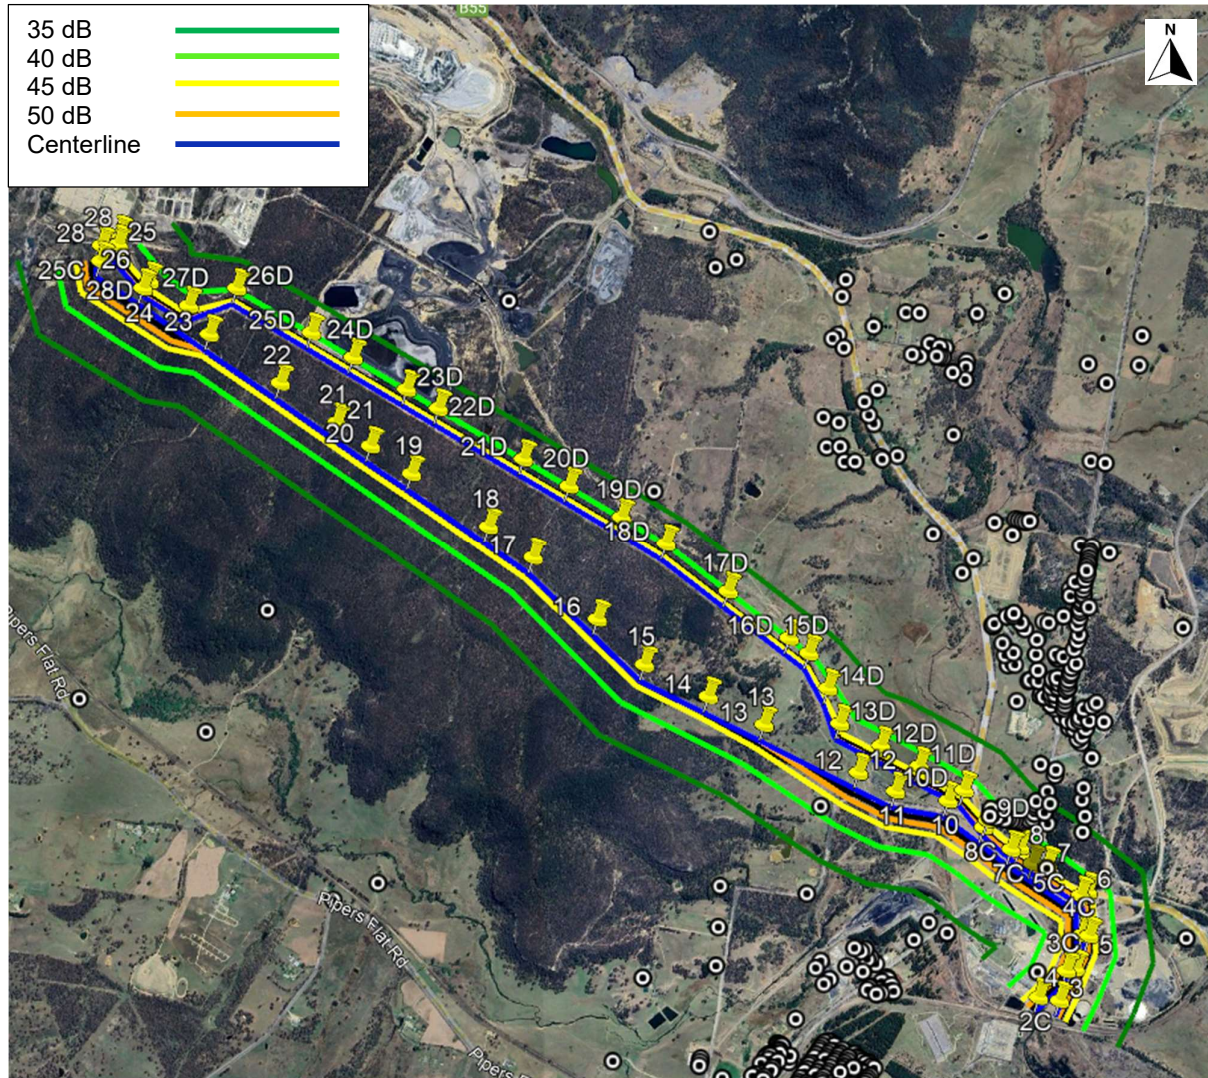 B55
35 dB
40 dB
45 dB
50 dB
Centerline
N
28
28
25
25C
26
27D
26D
28D
24
23
25D
24D
22
23D
21
22D
21
20
21D
19
20D
18
19D
17
18D
17D
16
16D
15D
15
14D
14
13
13
13D
12D
12
12
11D
10D
11
10
9D
8
8C
7
7C
5C
6
4C
3C
5
4
3
2C
Pipers Flat Rd
Pipers Flat Rd